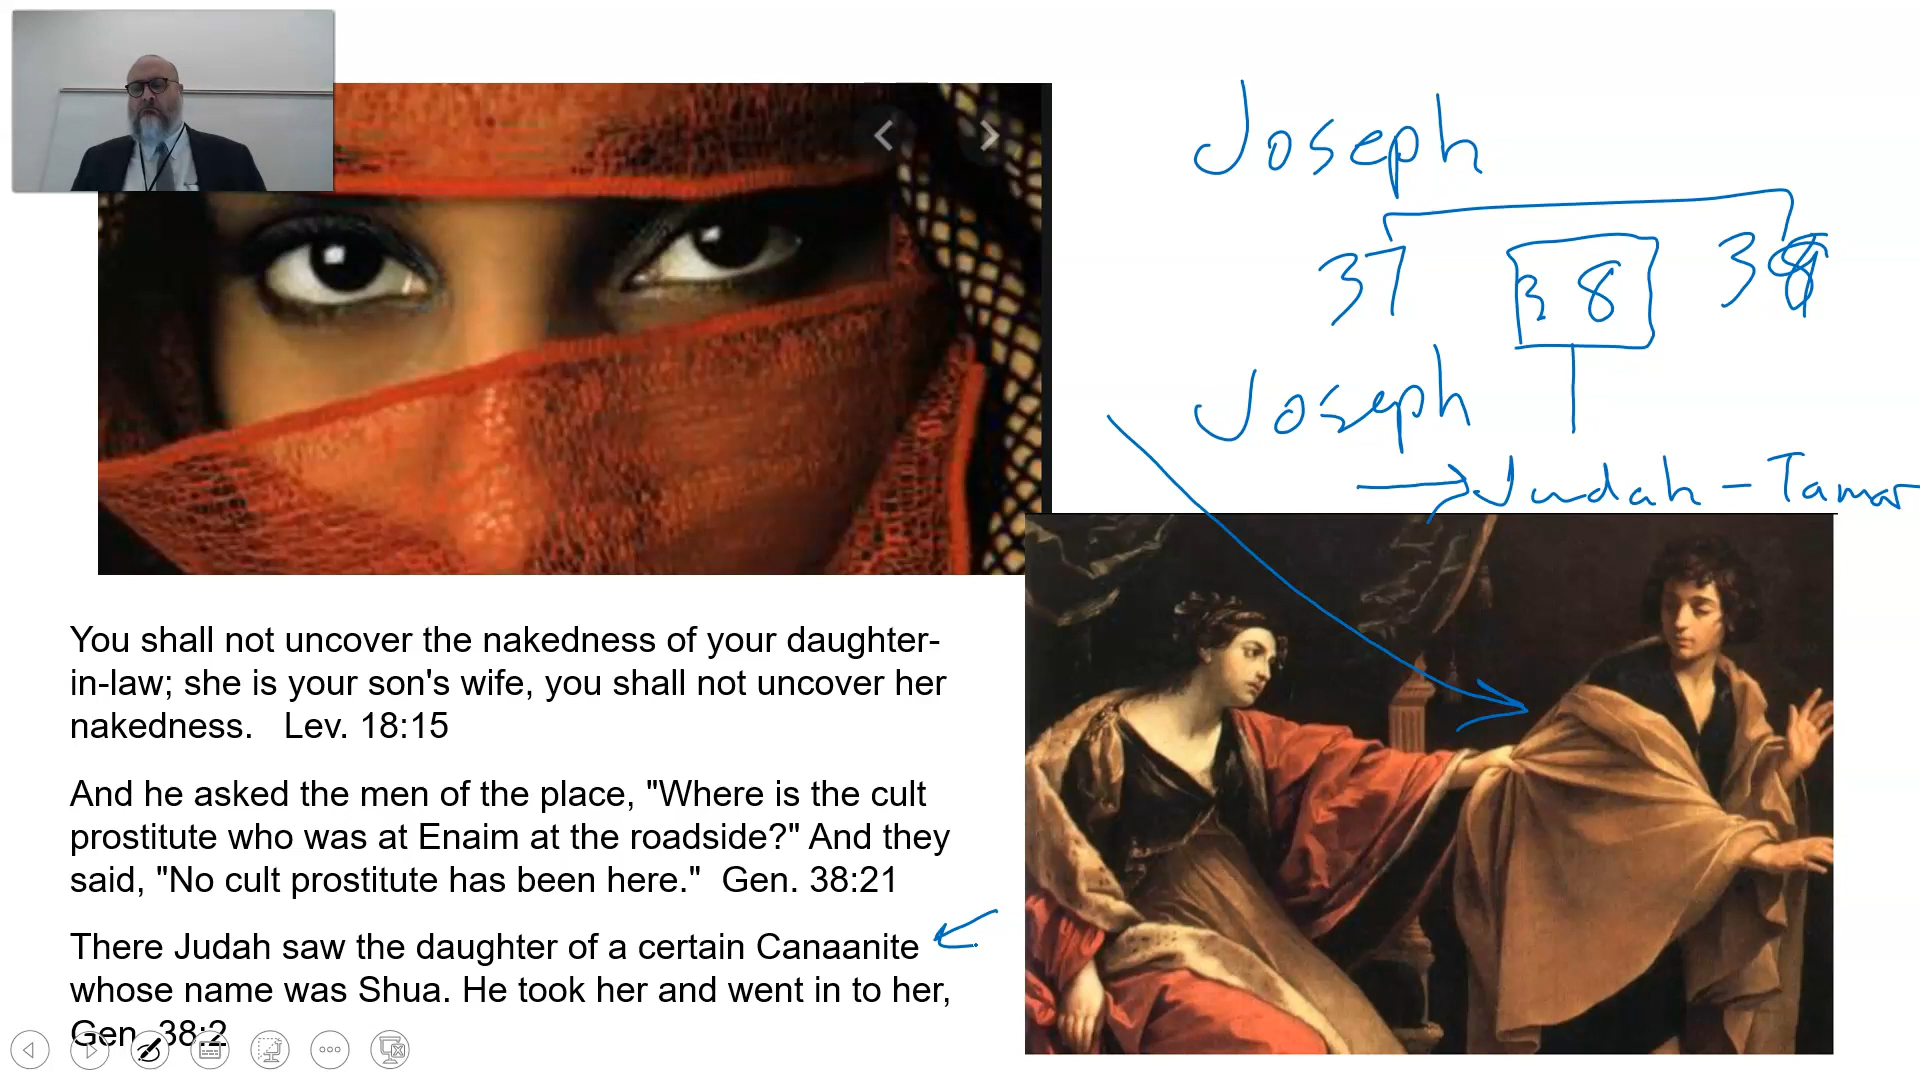 Joseph
37 38 39
Joseph
Judah - Tamar
You shall not uncover the nakedness of your daughter-
in-law; she is your son's wife, you shall not uncover her
nakedness. Lev. 18:15
And he asked the men of the place, "Where is the cult
prostitute who was at Enaim at the roadside?" And they
said, "No cult prostitute has been here." Gen. 38:21
There Judah saw the daughter of a certain Canaanite
whose name was Shua. He took her and went in to her,
Gen. 38:2